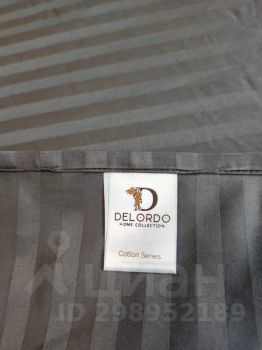 D
DELORDO
HOME COLLECTION
Cotton Series
циан
ID 298952189